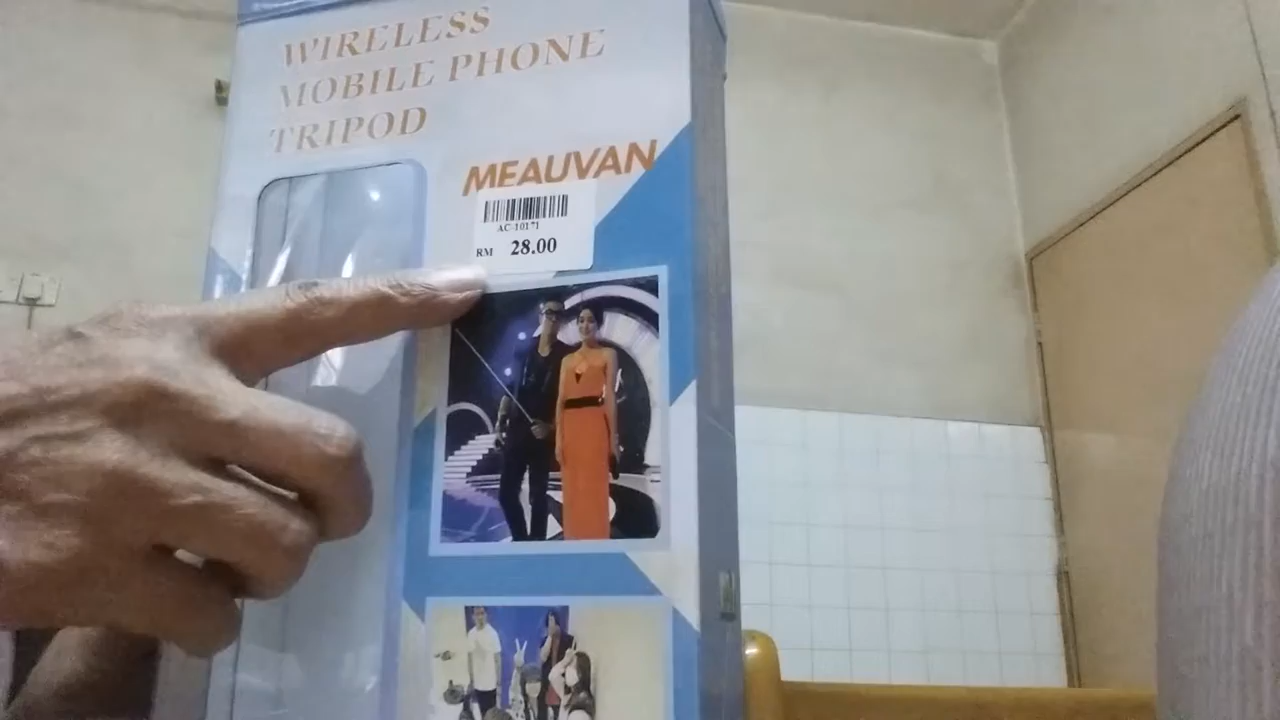 WIRELESS
MOBILE PHONE
TRIPOD
MEAUVAN
AC-10171
RM 28.00